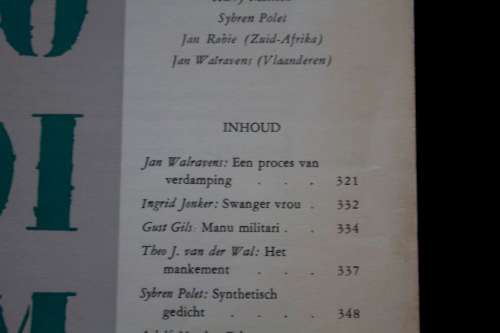 Sybren Polet
Jan Rabie (Zuid-Afrika)
Jan Walravens (Vlaanderen)
INHOUD
Jan Walravens: Een proces van
verdamping . . . 321
Ingrid Jonker: Swanger vrou . 332
Gust Gils: Manu militari . . 334
Theo J. van der Wal: Het
mankement . . . 337
Sybren Polet: Synthetisch
gedicht . . . 348